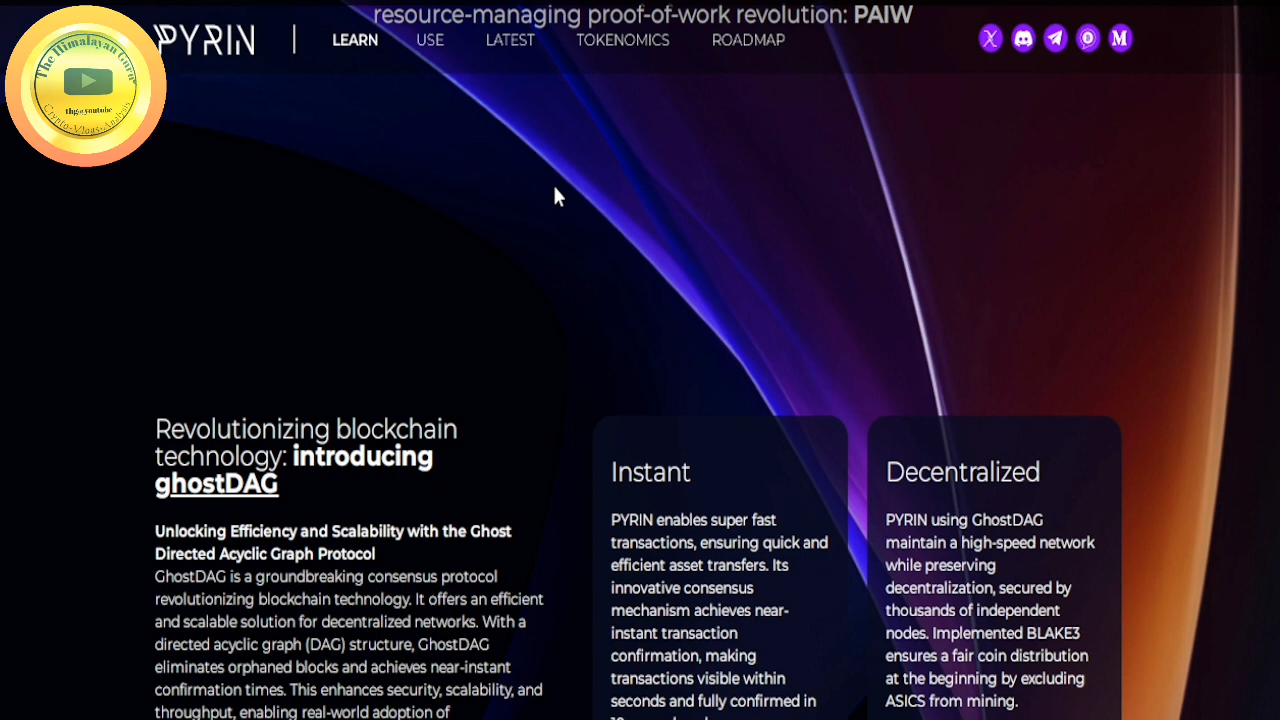 resource-managing proof-of-work revolution: PAIW
PYRIN
LEARN USE LATEST TOKENOMICS ROADMAP
The Himalayan Guru
thg@youtube
Crypto-Vlogs-Analysis
Revolutionizing blockchain
technology: introducing
ghostDAG
Unlocking Efficiency and Scalability with the Ghost
Directed Acyclic Graph Protocol
GhostDAG is a groundbreaking consensus protocol
revolutionizing blockchain technology. It offers an efficient
and scalable solution for decentralized networks. With a
directed acyclic graph (DAG) structure, GhostDAG
eliminates orphaned blocks and achieves near-instant
confirmation times. This enhances security, scalability, and
throughput, enabling real-world adoption of
Instant
PYRIN enables super fast
transactions, ensuring quick and
efficient asset transfers. Its
innovative consensus
mechanism achieves near-
instant transaction
confirmation, making
transactions visible within
seconds and fully confirmed in
Decentralized
PYRIN using GhostDAG
maintain a high-speed network
while preserving
decentralization, secured by
thousands of independent
nodes. Implemented BLAKE3
ensures a fair coin distribution
at the beginning by excluding
ASICS from mining.